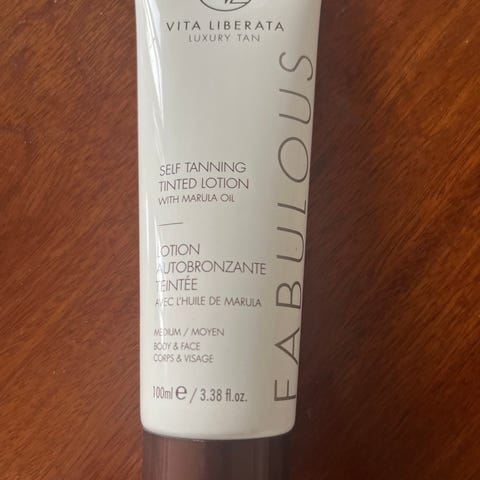 VITA LIBERATA
LUXURY TAN
FABULOUS
SELF TANNING
TINTED LOTION
WITH MARULA OIL
LOTION
AUTOBRONZANTE
TEINTÉE
AVEC L'HUILE DE MARULA
MEDIUM / MOYEN
BODY & FACE
CORPS & VISAGE
100ml e / 3.38 fl.oz.